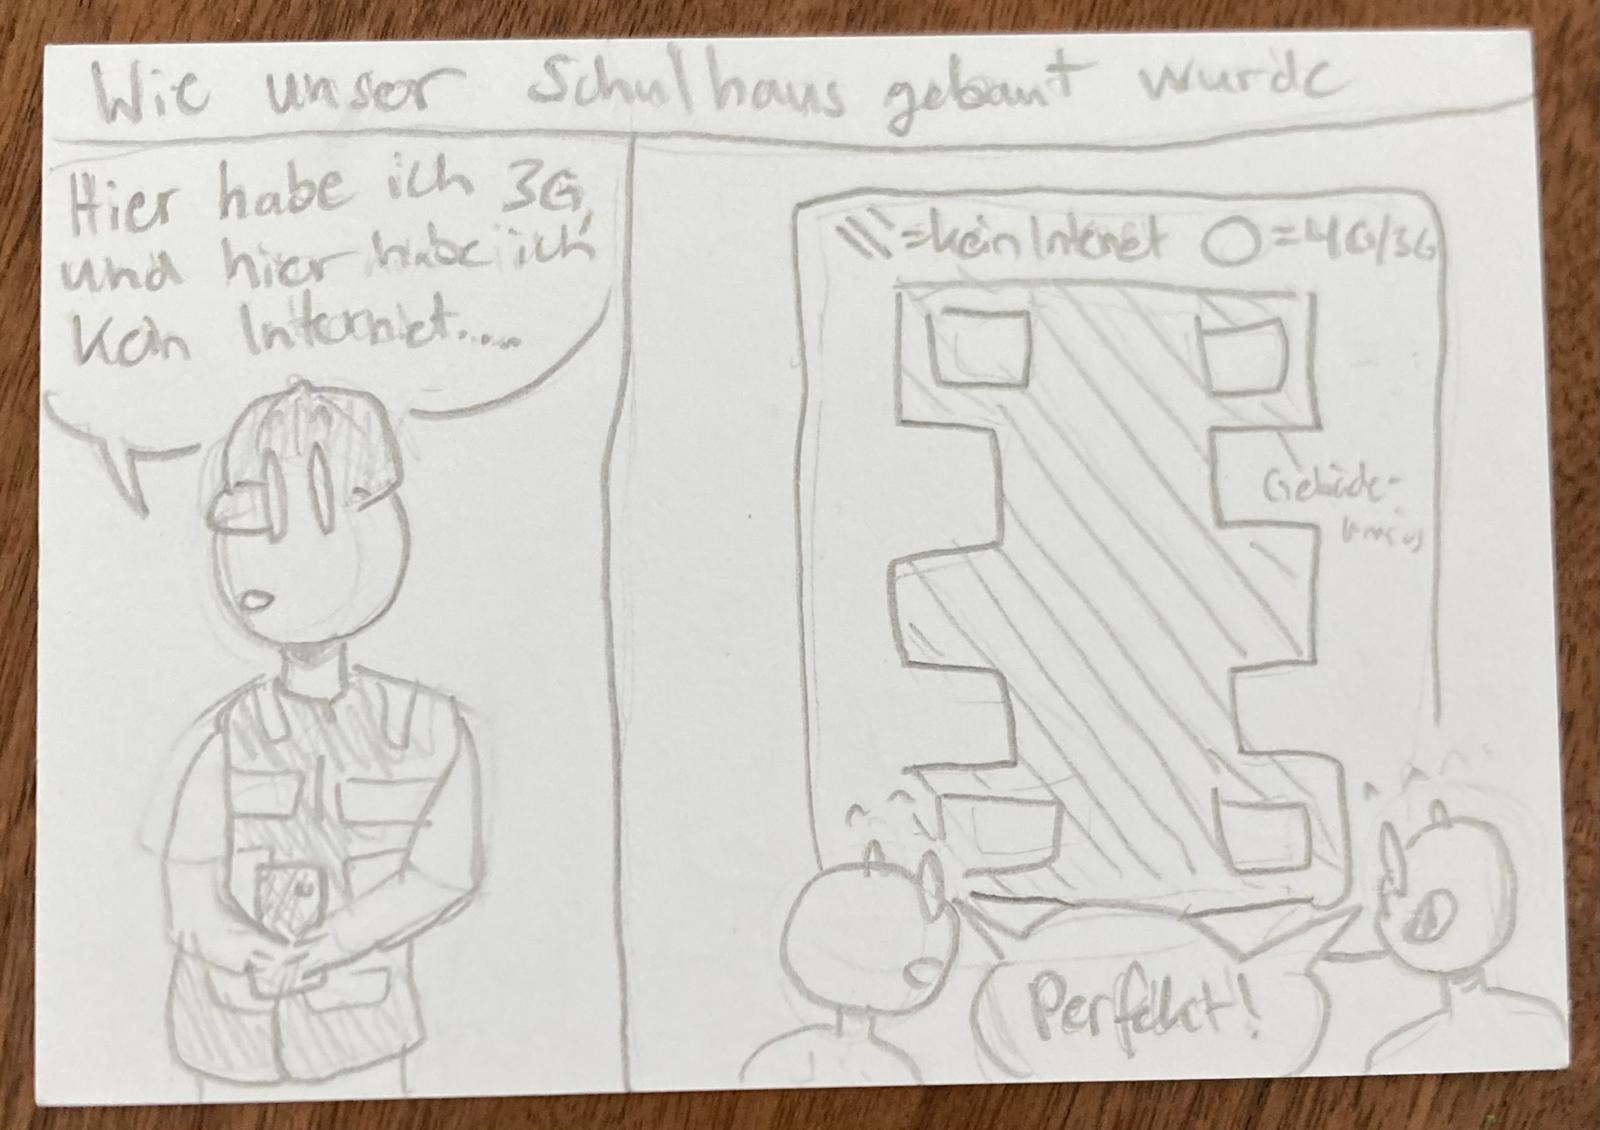 Wie unser Schulhaus gebaut wurde
Hier habe ich 3G,
und hier habe ich
Kein Internet.....
=kein Internet = 4G/3G
Gebäude-
Perfekt!